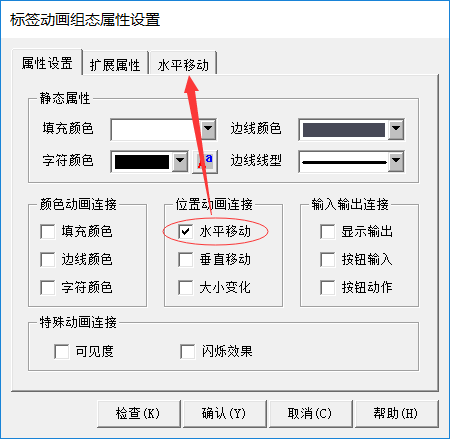 标签动画组态属性设置
属性设置 扩展属性 水平移动
静态属性
填充颜色 边线颜色
字符颜色 Aa 边线线型
颜色动画连接 位置动画连接 输入输出连接
填充颜色 水平移动 显示输出
边线颜色 垂直移动 按钮输入
字符颜色 大小变化 按钮动作
特殊动画连接
可见度 闪烁效果
检查(K) 确认(Y) 取消(C) 帮助(H)